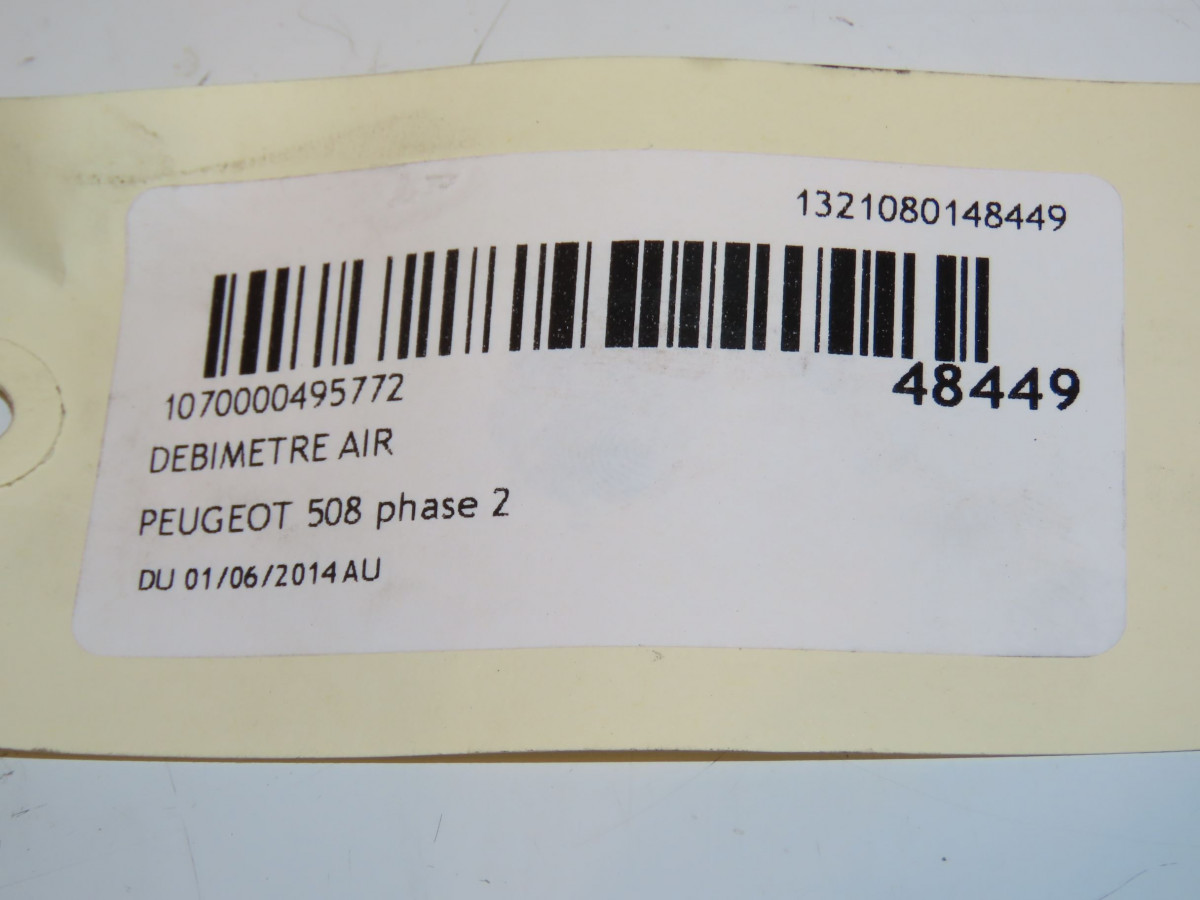 1321080148449
1070000495772
48449
DEBIMETRE AIR
PEUGEOT 508 phase 2
DU 01/06/2014 AU